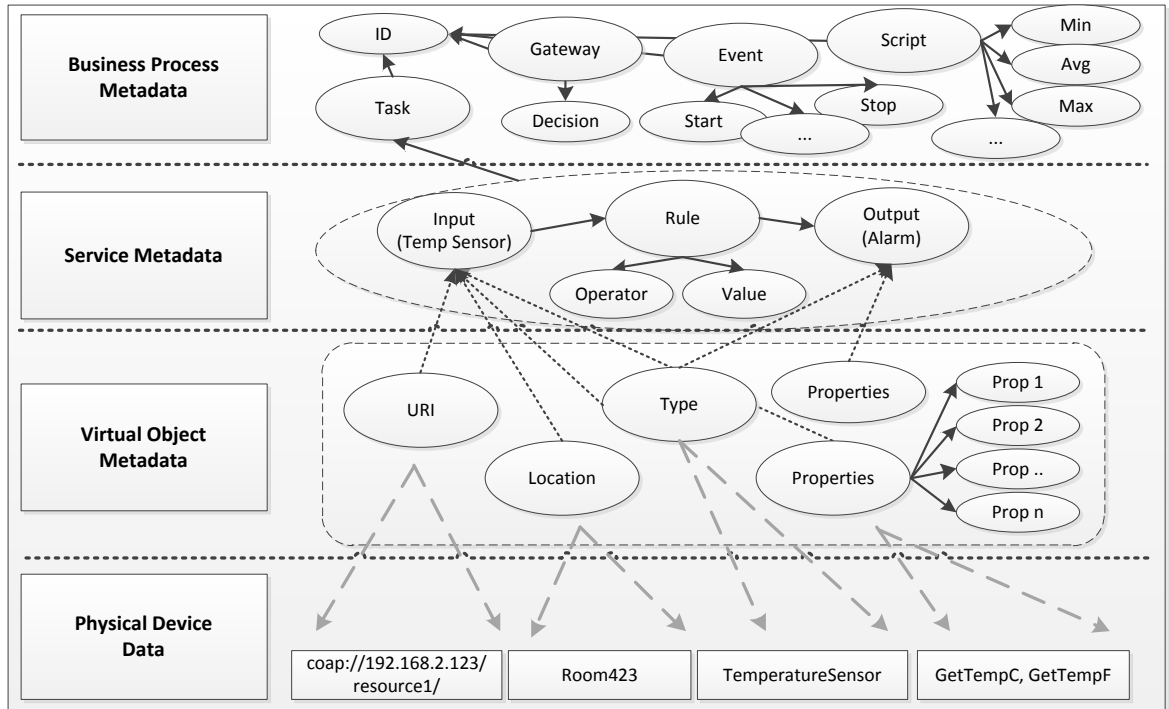 Business Process
Metadata
ID
Gateway
Event
Script
Min
Avg
Max
...
Task
Decision
Start
...
Stop
Service Metadata
Input
(Temp Sensor)
Rule
Output
(Alarm)
Operator
Value
Virtual Object
Metadata
URI
Type
Properties
Location
Properties
Prop 1
Prop 2
Prop ..
Prop n
Physical Device
Data
coap://192.168.2.123/
resource1/
Room423
TemperatureSensor
GetTempC, GetTempF